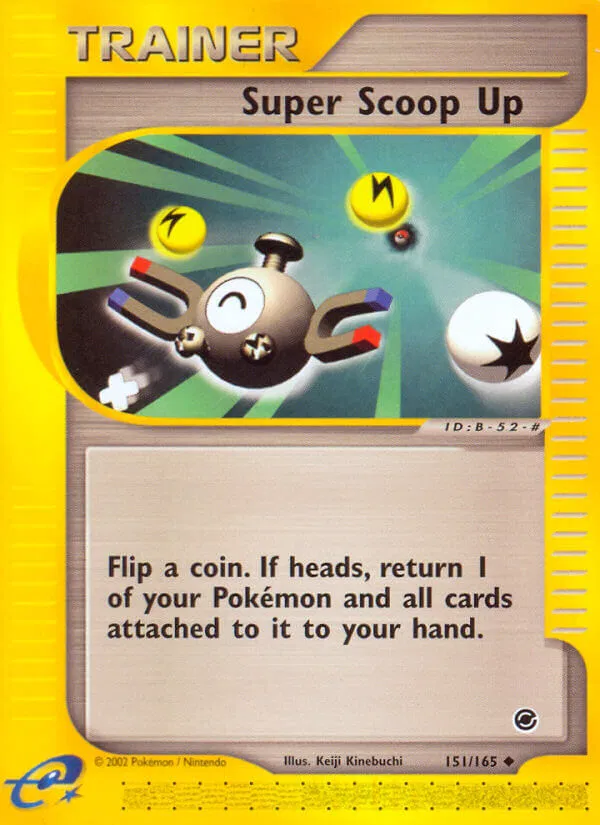 TRAINER
Super Scoop Up
ID:B-52-#
Flip a coin. If heads, return 1
of your Pokémon and all cards
attached to it to your hand.
© 2002 Pokémon / Nintendo
Illus. Keiji Kinebuchi
151/165 ◆